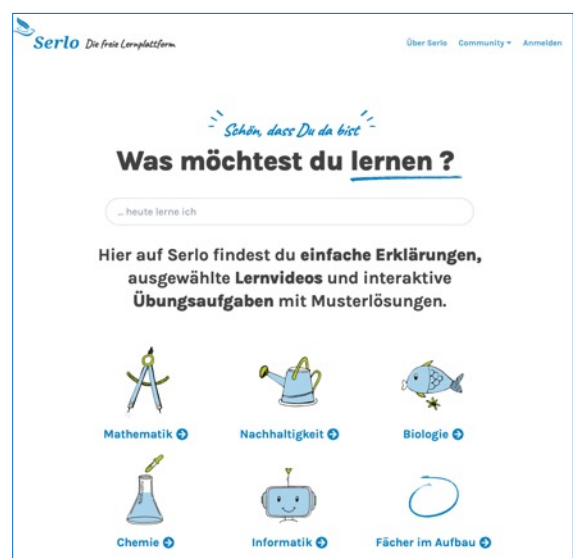 Serlo Die freie Lernplattform
Über Serlo Community Anmelden
Schön, dass Du da bist
Was möchtest du lernen ?
... heute lerne ich
Hier auf Serlo findest du einfache Erklärungen,
ausgewählte Lernvideos und interaktive
Übungsaufgaben mit Musterlösungen.
Mathematik Nachhaltigkeit Biologie
Chemie Informatik Fächer im Aufbau